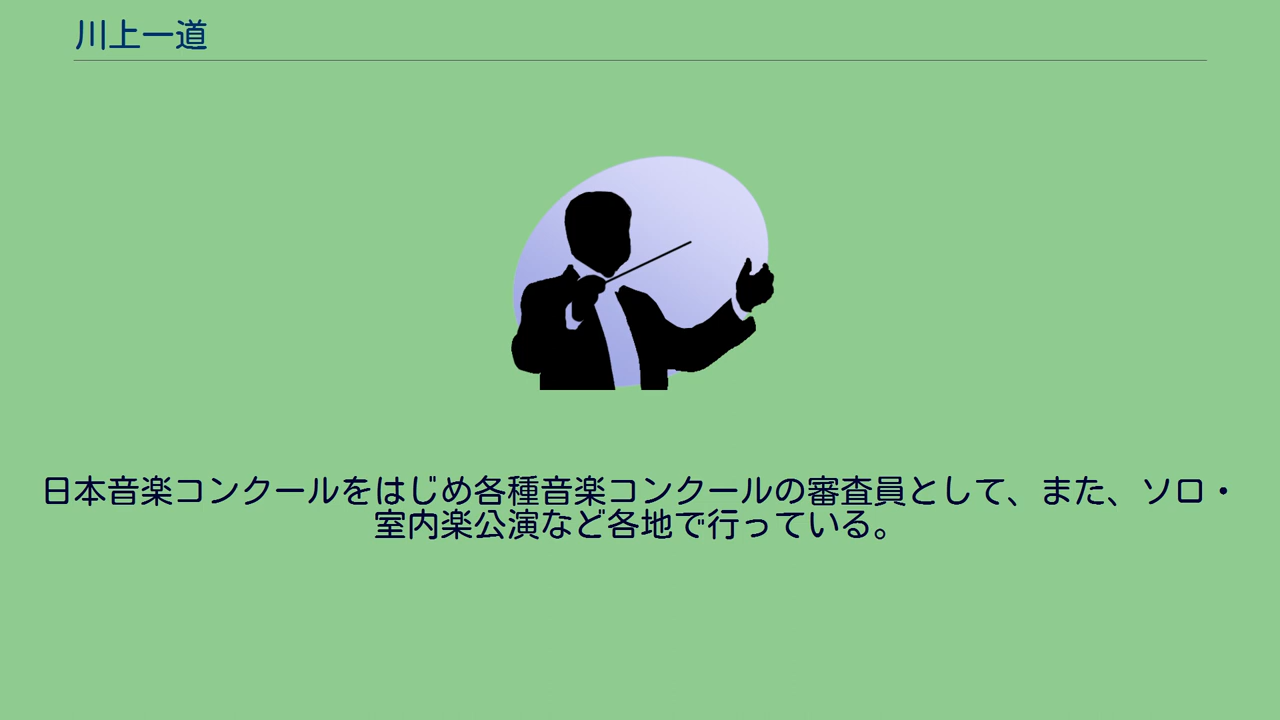 川上一道
日本音楽コンクールをはじめ各種音楽コンクールの審査員として、また、ソロ・
室内楽公演など各地で行っている。